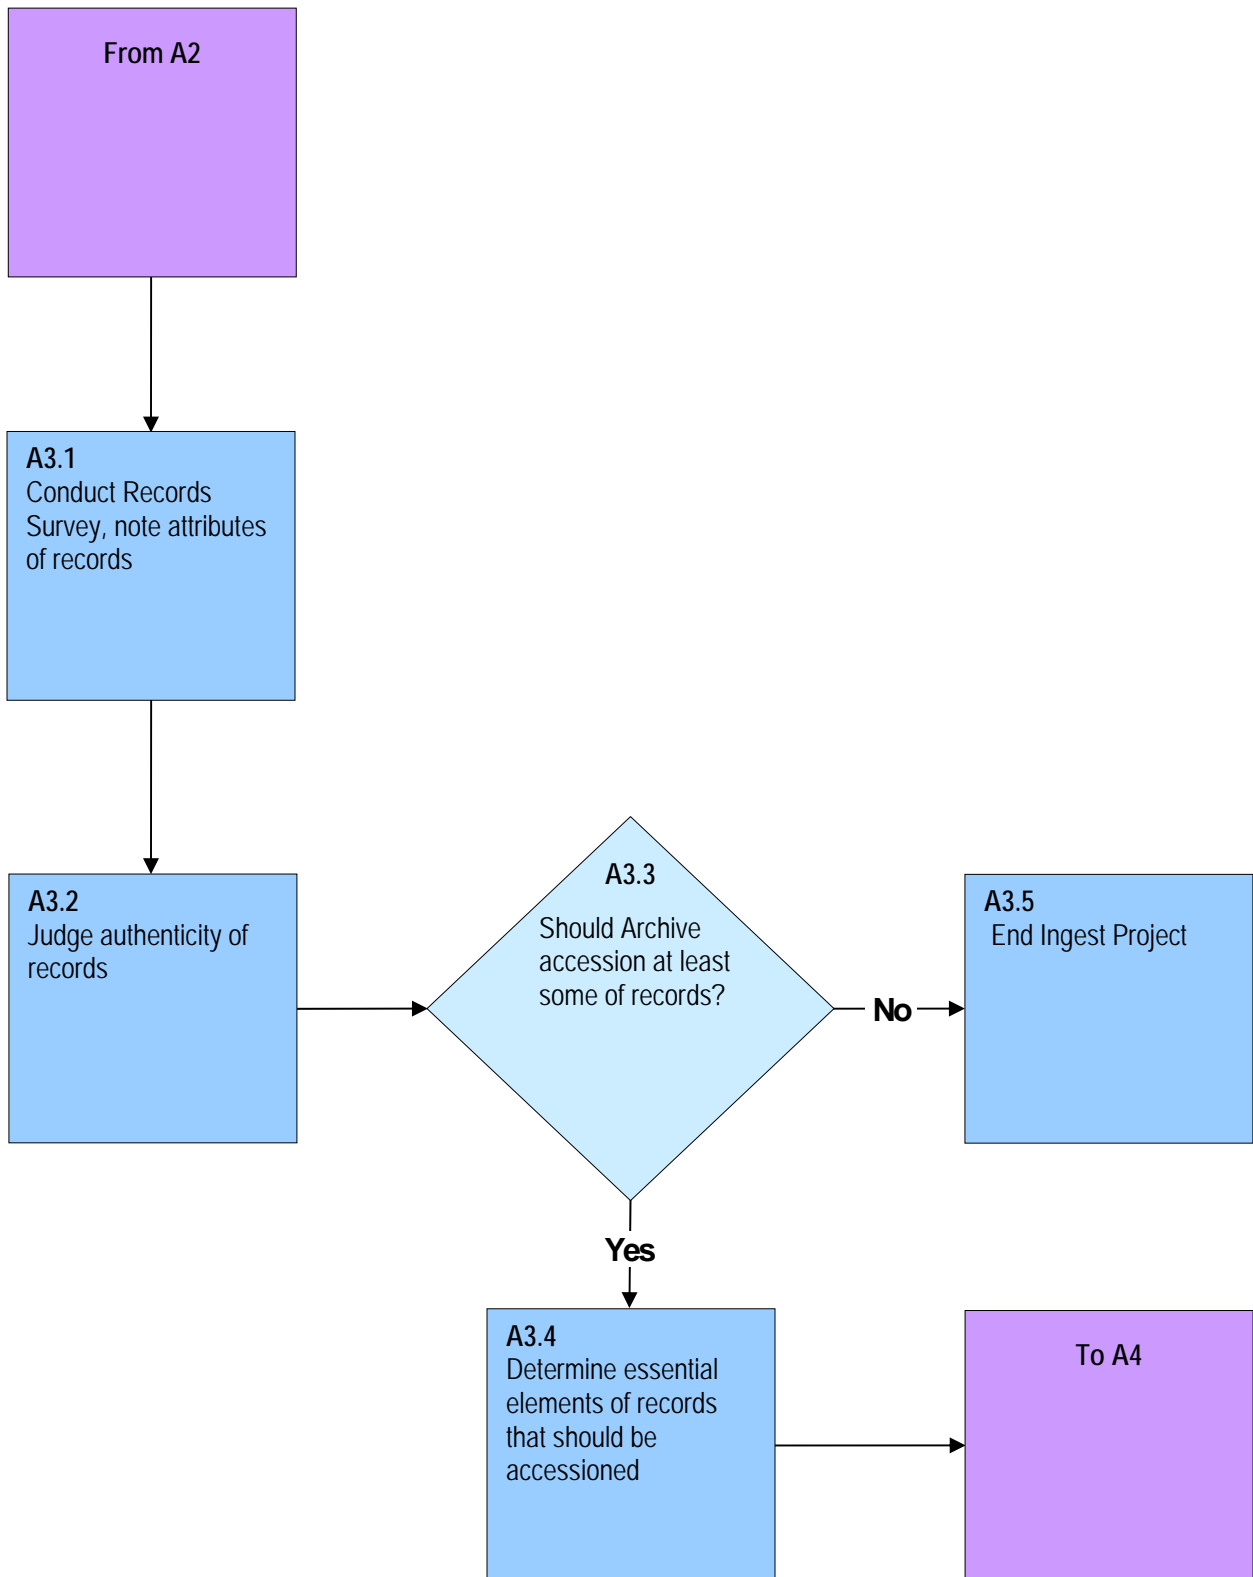 From A2
A3.1
Conduct Records
Survey, note attributes
of records
A3.2
Judge authenticity of
records
A3.3
Should Archive
accession at least
some of records?
No
A3.5
End Ingest Project
Yes
A3.4
Determine essential
elements of records
that should be
accessioned
To A4